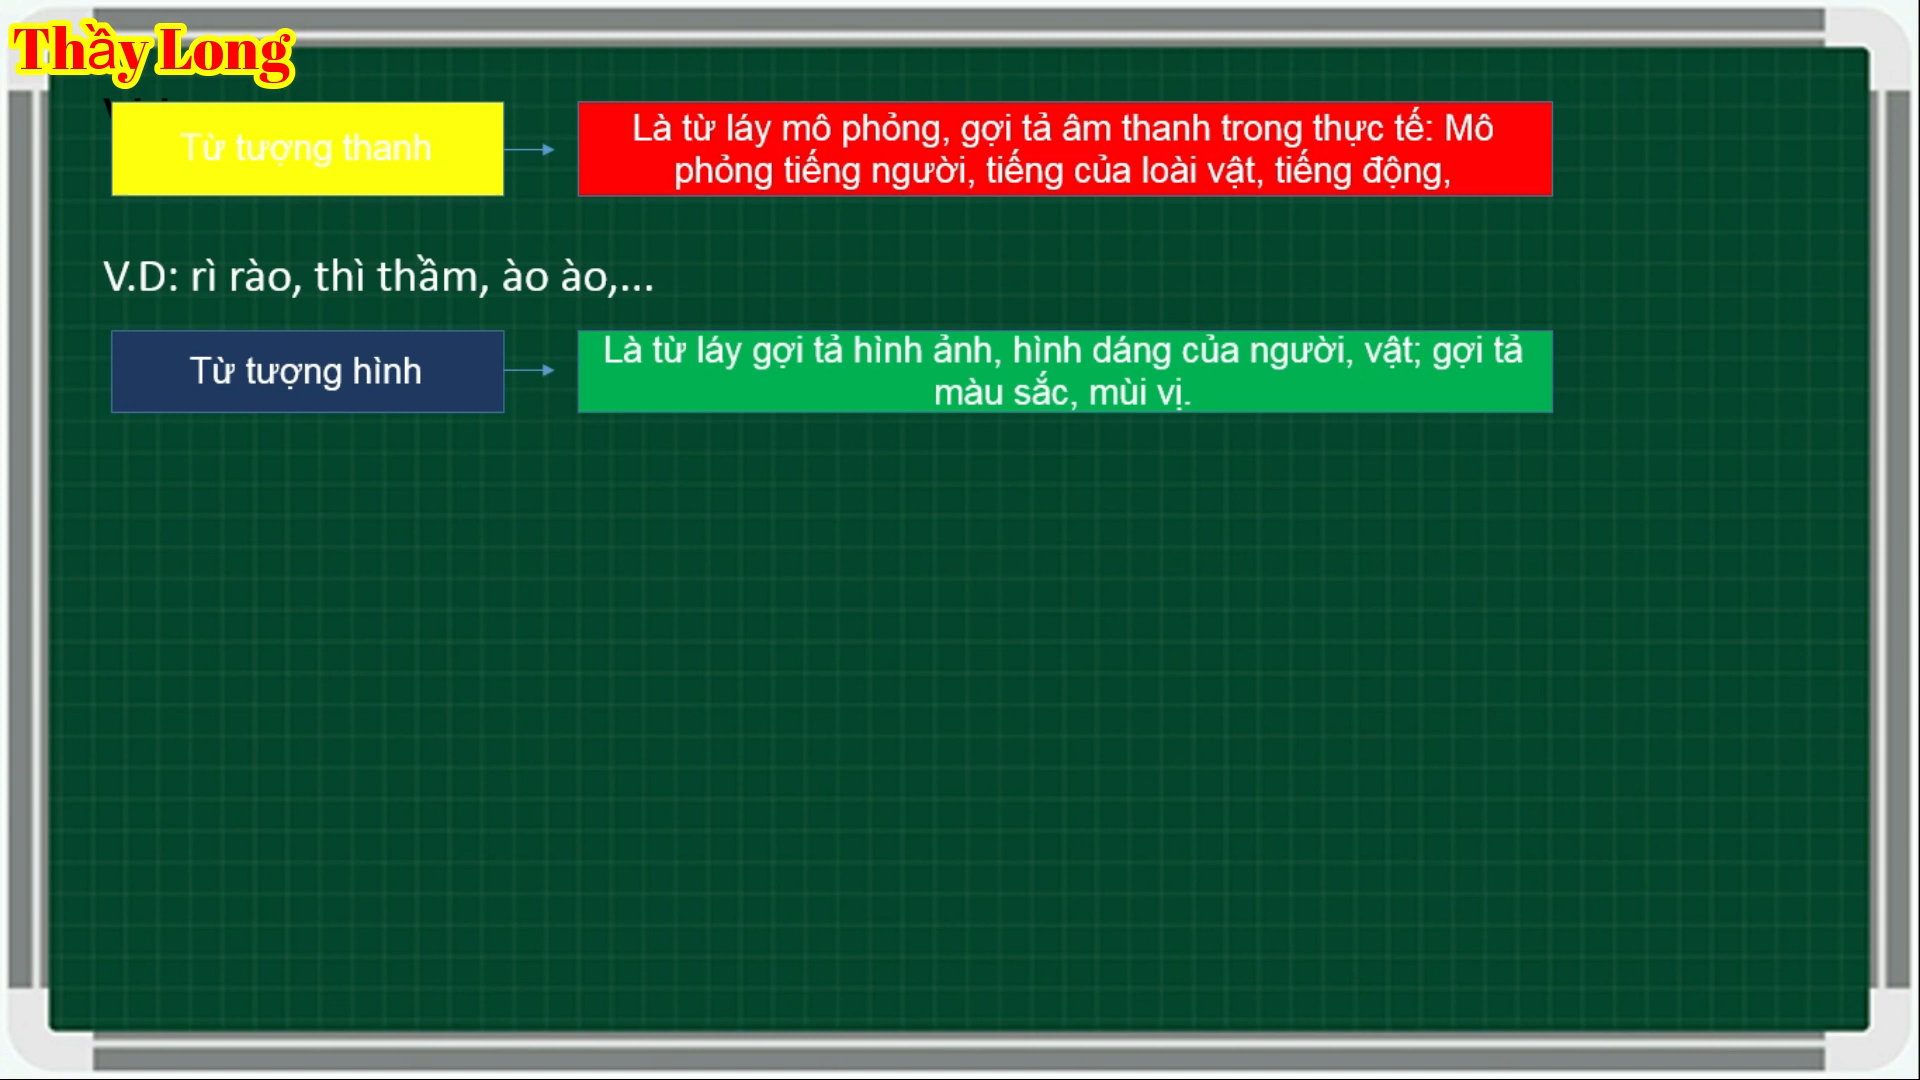 Thầy Long
Từ tượng thanh
Là từ láy mô phỏng, gợi tả âm thanh trong thực tế: Mô
phỏng tiếng người, tiếng của loài vật, tiếng động,
V.D: rì rào, thì thầm, ào ào,...
Từ tượng hình
Là từ láy gợi tả hình ảnh, hình dáng của người, vật; gợi tả
màu sắc, mùi vị.